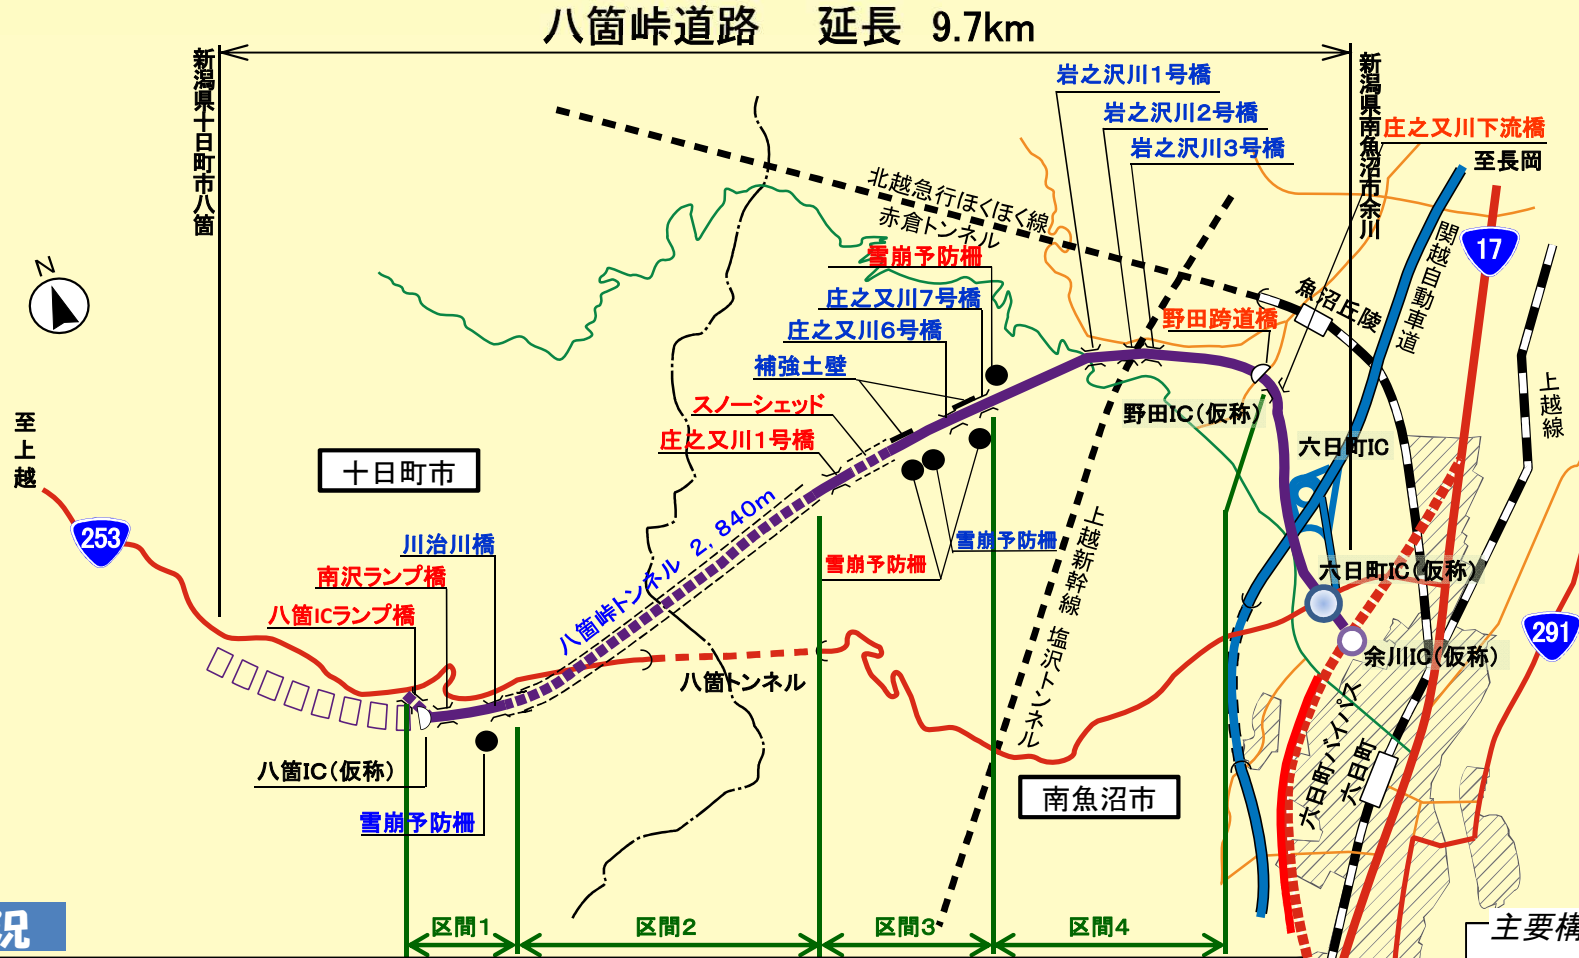 八箇峠道路 延長 9.7km
新潟県十日町市八箇
新潟県南魚沼市余川
岩之沢川1号橋
岩之沢川2号橋
岩之沢川3号橋
庄之又川下流橋
至長岡
北越急行ほくほく線
赤倉トンネル
関越自動車道
17
雪崩予防柵
庄之又川7号橋
庄之又川6号橋
補強土壁
スノーシェッド
庄之又川1号橋
野田跨道橋
魚沼丘陵
上越線
N
至上越
十日町市
野田IC(仮称)
六日町IC
253
川治川橋
南沢ランプ橋
八箇ICランプ橋
八箇峠トンネル 2,840m
雪崩予防柵
雪崩予防柵
上越新幹線 塩沢トンネル
六日町IC(仮称)
余川IC(仮称)
291
八箇トンネル
八箇IC(仮称)
雪崩予防柵
南魚沼市
六日町バイパス
六日町
区間1
区間2
区間3
区間4
況
主要構